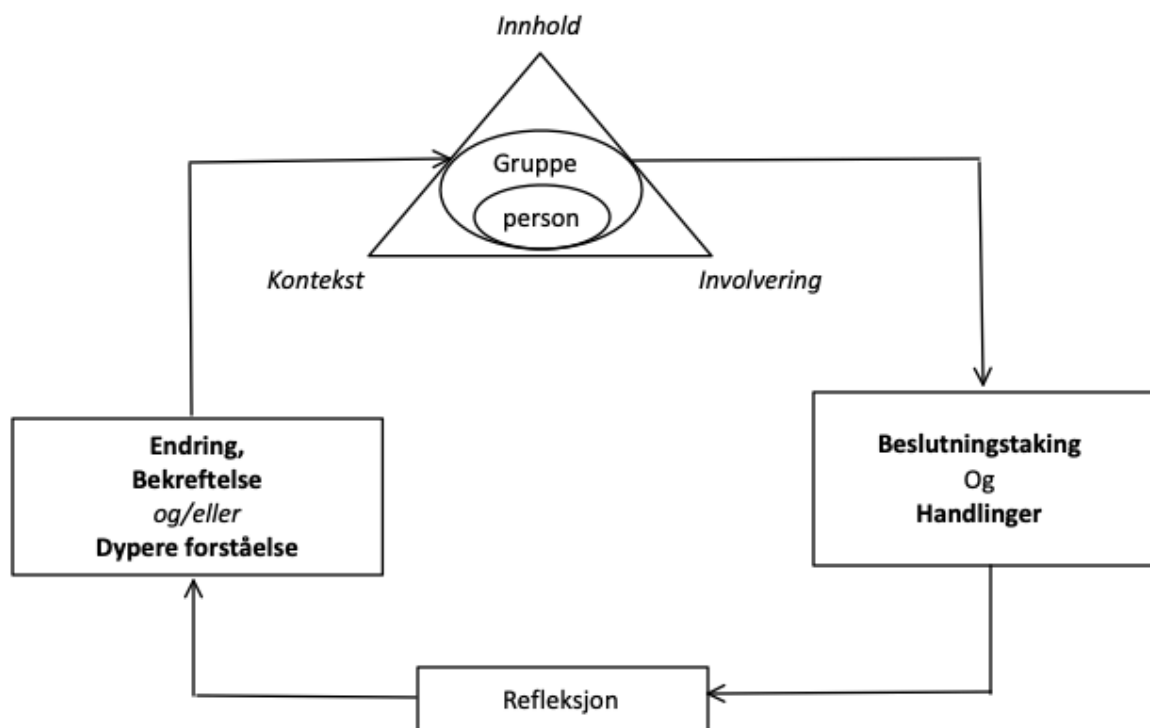 Innhold
Gruppe
person
Kontekst
Involvering
Endring,
Bekreftelse
og/eller
Dypere forståelse
Beslutningstaking
Og
Handlinger
Refleksjon